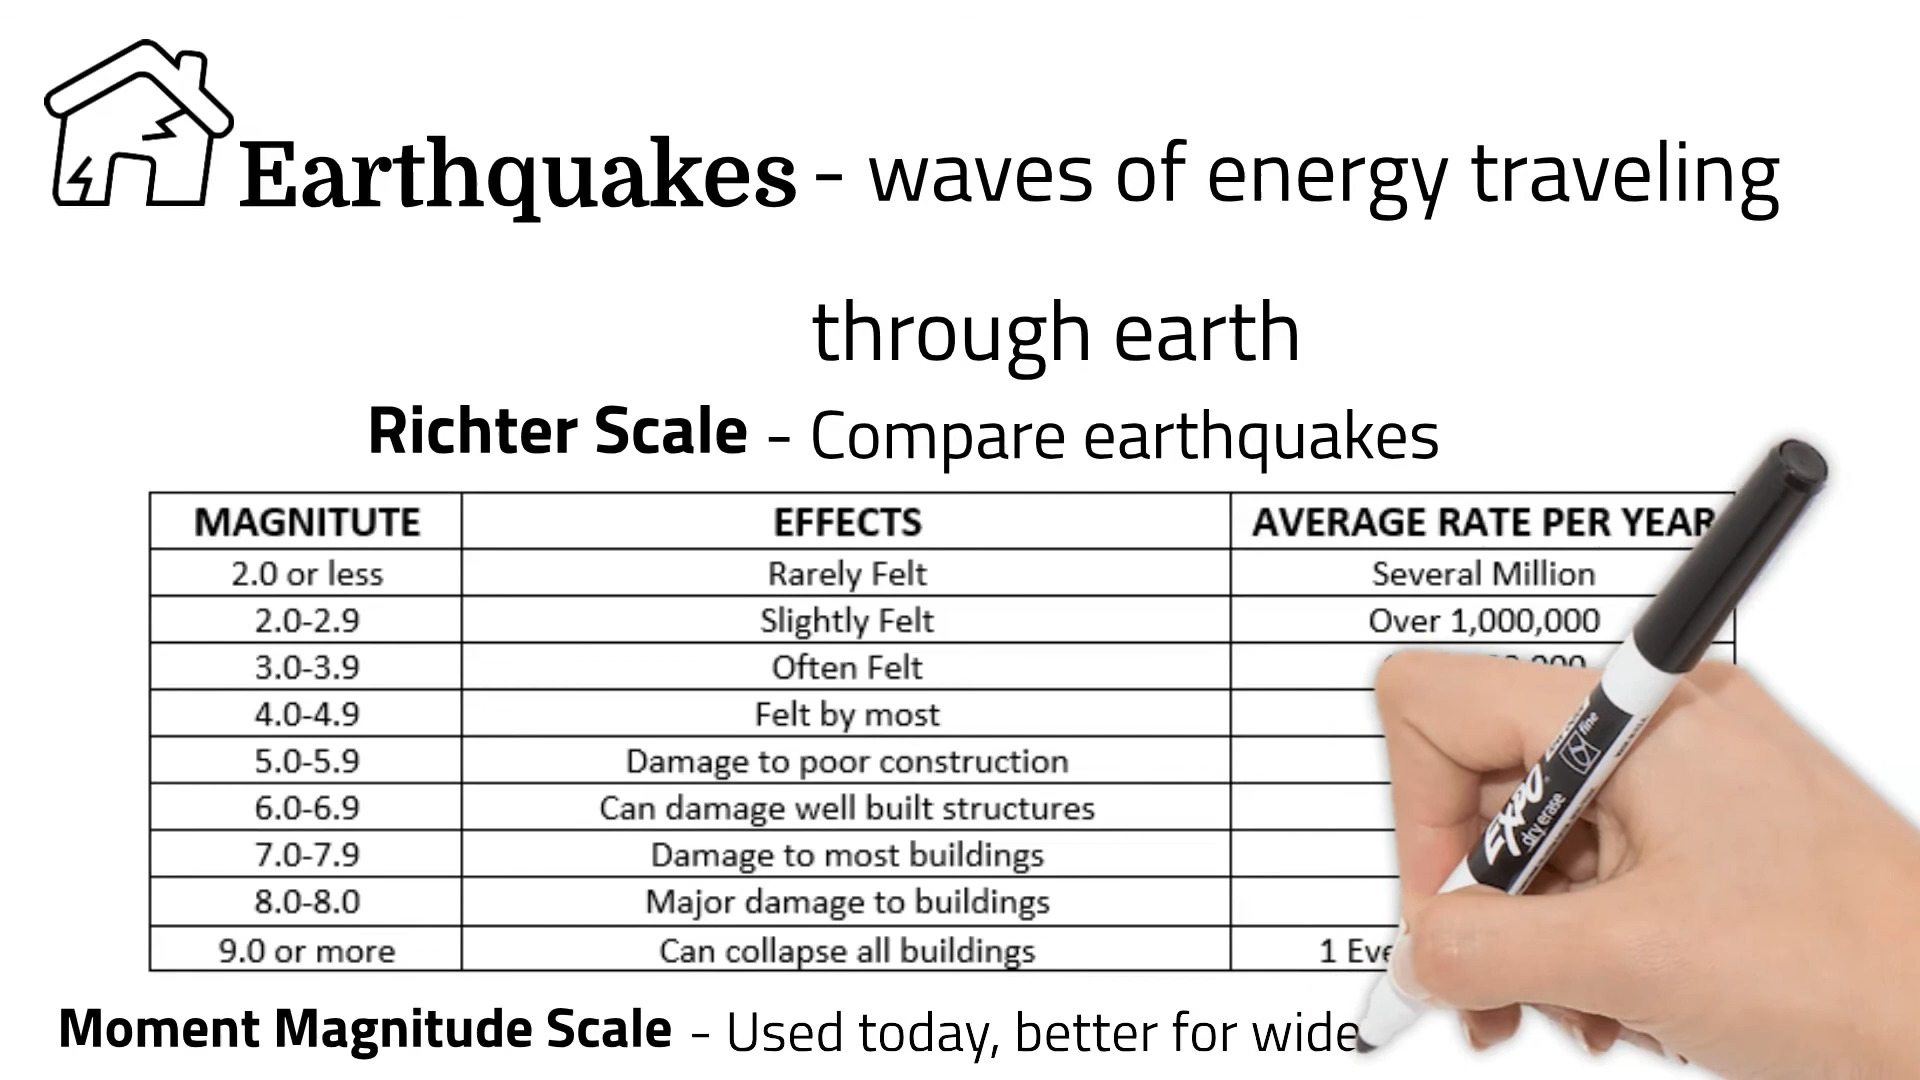 Earthquakes - waves of energy traveling
through earth
Richter Scale - Compare earthquakes
MAGNITUTE EFFECTS AVERAGE RATE PER YEAR
2.0 or less Rarely Felt Several Million
2.0-2.9 Slightly Felt Over 1,000,000
3.0-3.9 Often Felt
4.0-4.9 Felt by most
5.0-5.9 Damage to poor construction
6.0-6.9 Can damage well built structures
7.0-7.9 Damage to most buildings
8.0-8.0 Major damage to buildings
9.0 or more Can collapse all buildings 1
Moment Magnitude Scale - Used today, better for wide
EXPO
dry erase
fine